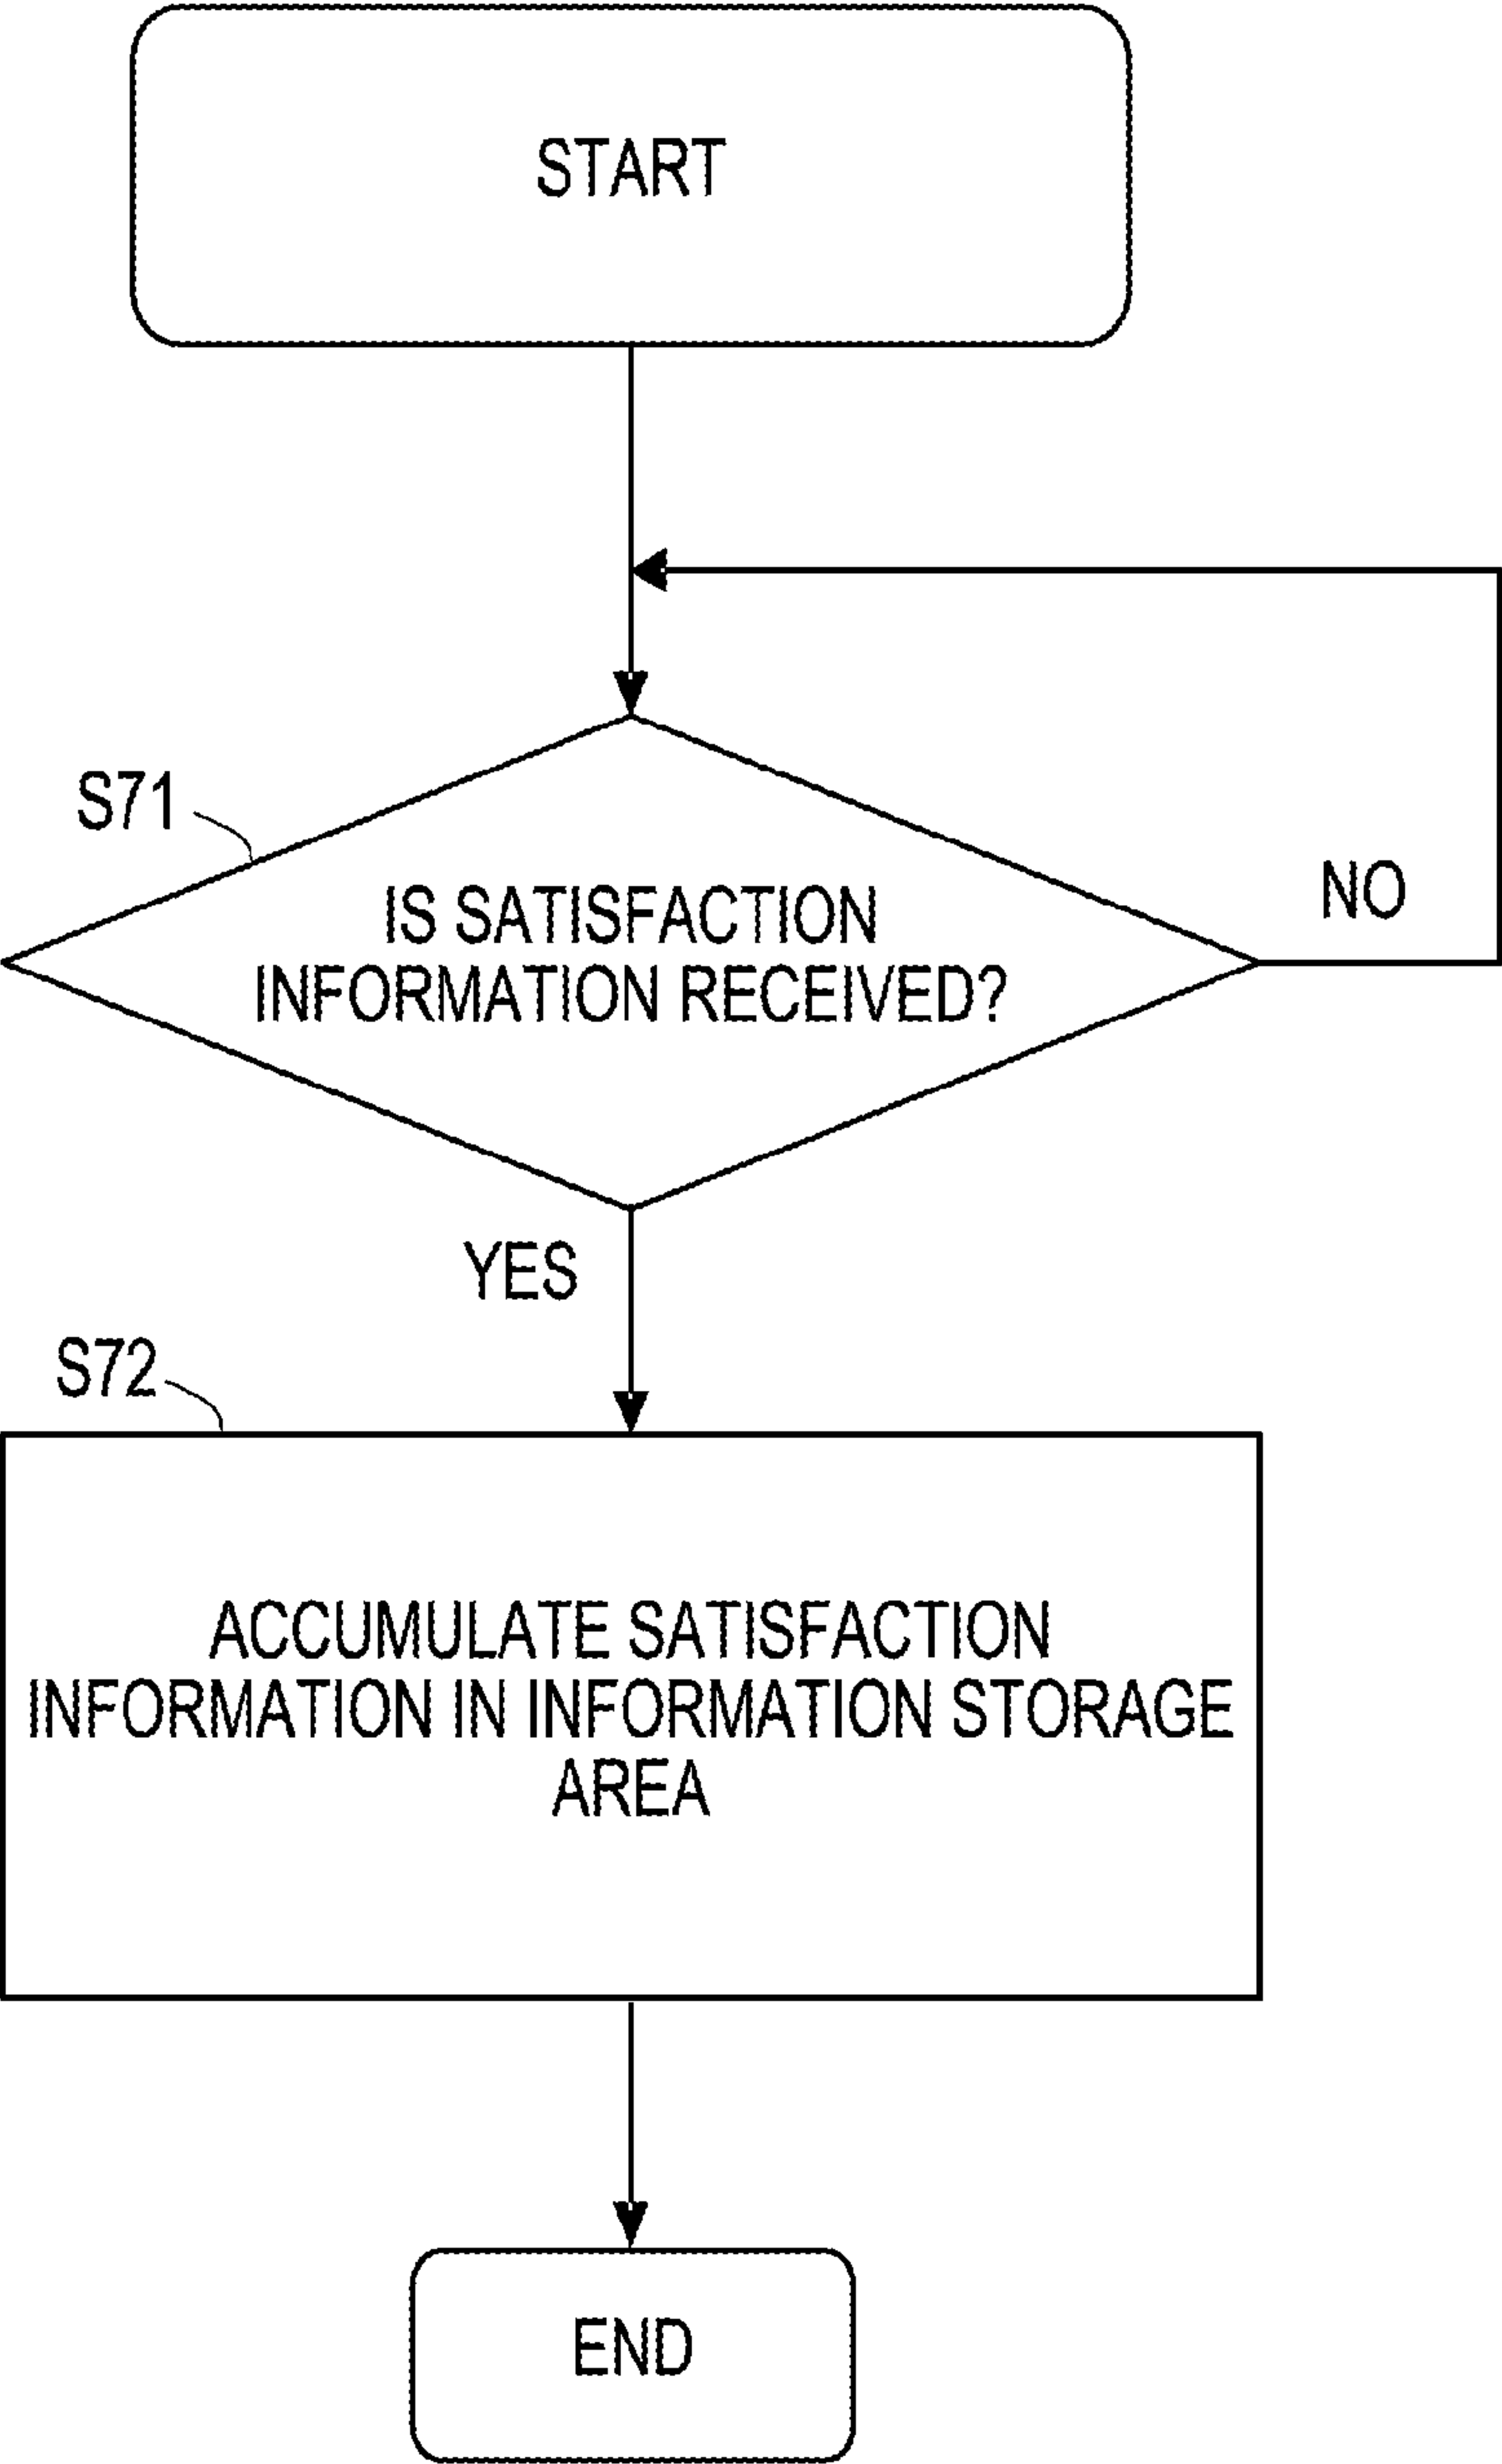 START
S71
IS SATISFACTION
INFORMATION RECEIVED?
NO
YES
S72
ACCUMULATE SATISFACTION
INFORMATION IN INFORMATION STORAGE
AREA
END